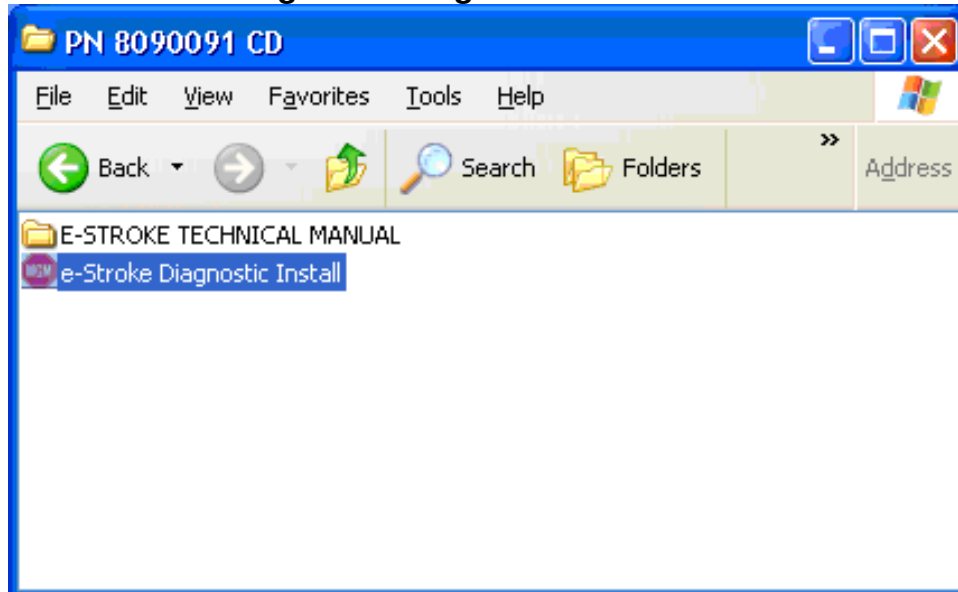 PN 8090091 CD
File Edit View Favorites Tools Help
Back Search Folders » Address
E-STROKE TECHNICAL MANUAL
MGM e-Stroke Diagnostic Install